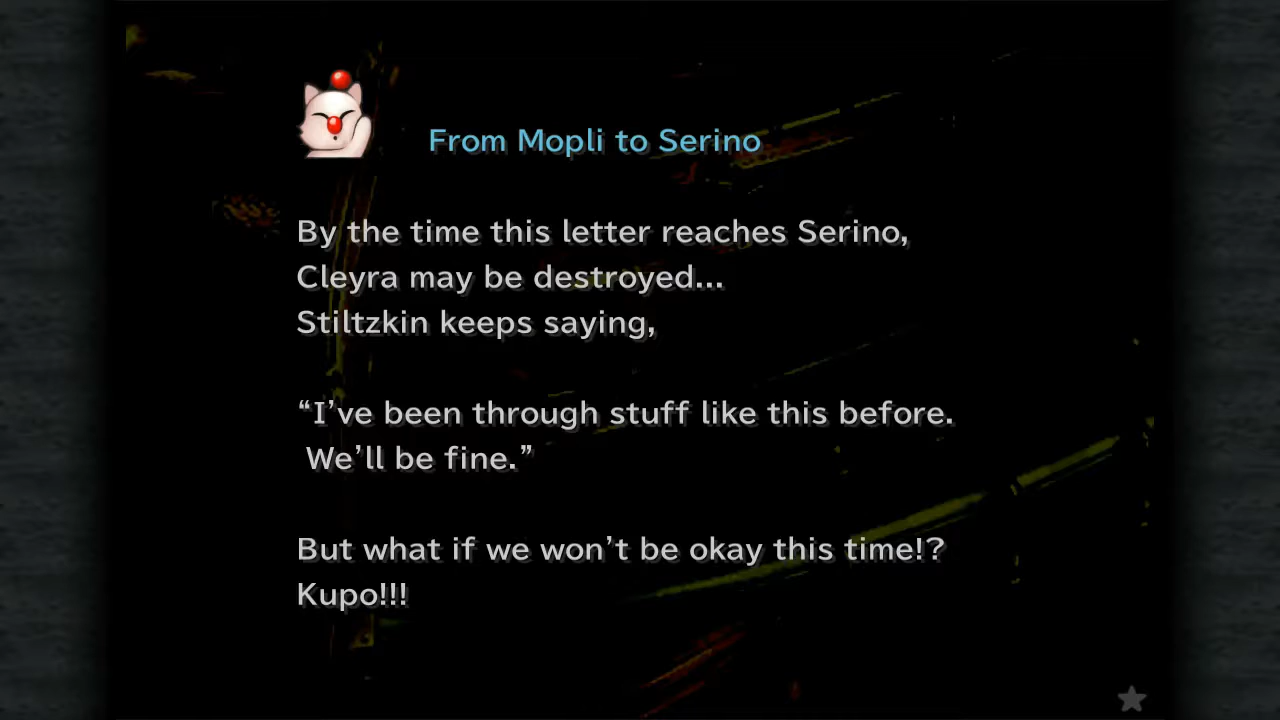 From Mopli to Serino
By the time this letter reaches Serino,
Cleyra may be destroyed...
Stiltzkin keeps saying,
“I’ve been through stuff like this before.
We’ll be fine.”
But what if we won’t be okay this time!?
Kupo!!!